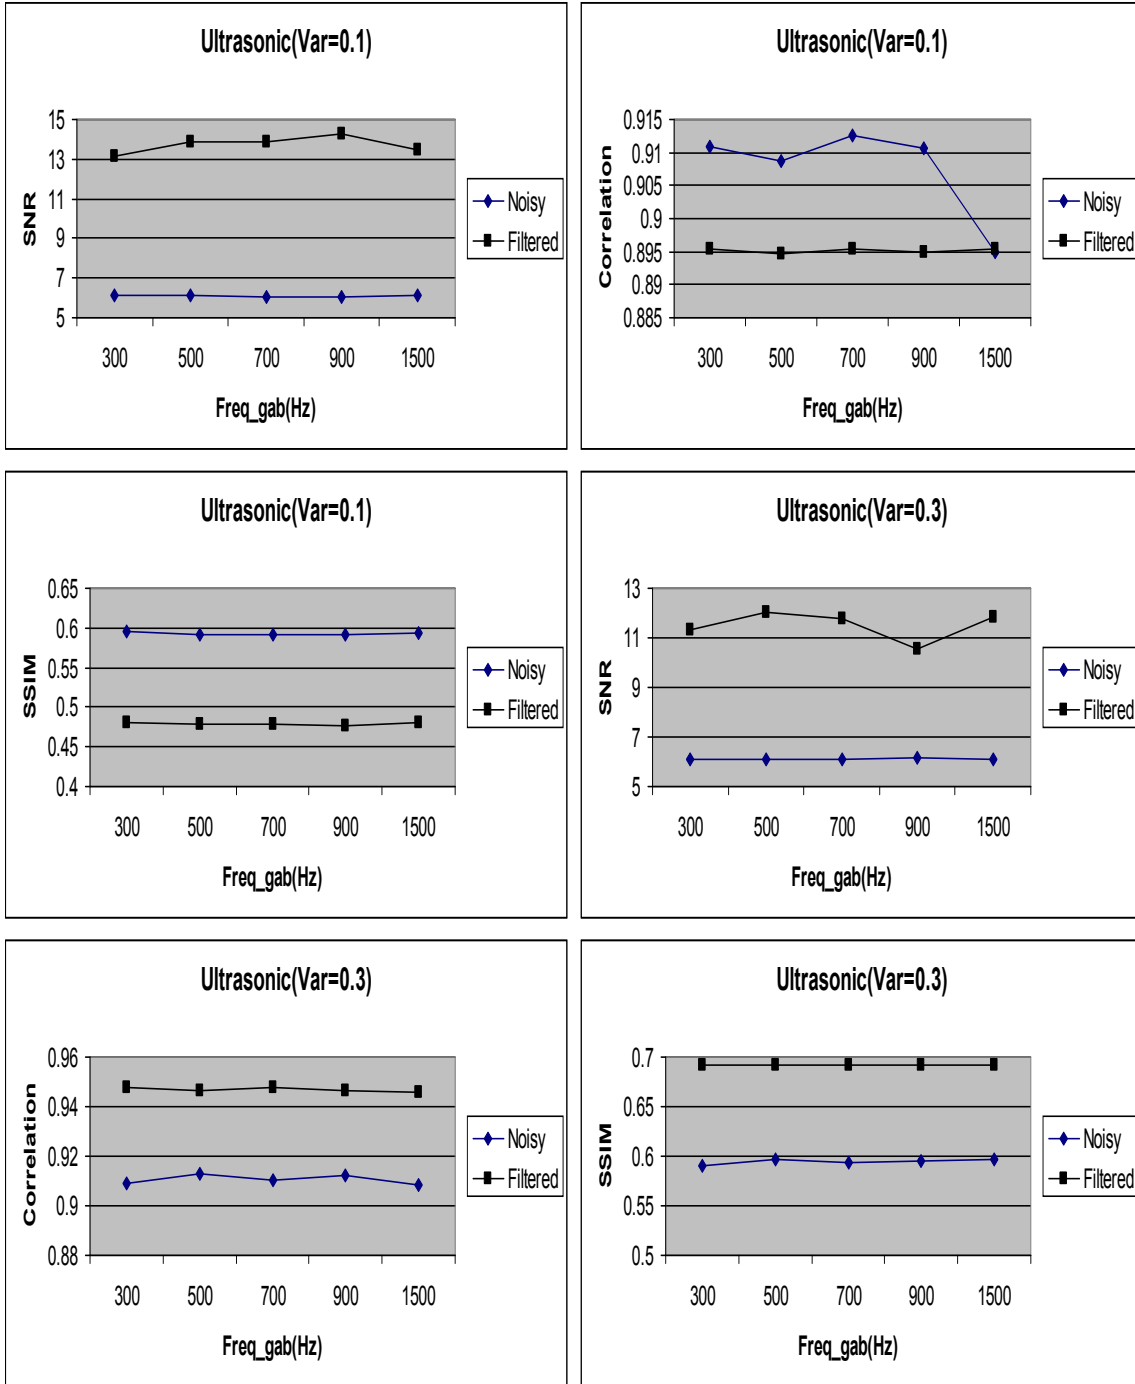 Ultrasonic(Var=0.1)
SNR
15
13
11
9
7
5
300 500 700 900 1500
Freq_gab(Hz)
Noisy
Filtered
Ultrasonic(Var=0.1)
Correlation
0.915
0.91
0.905
0.9
0.895
0.89
0.885
300 500 700 900 1500
Freq_gab(Hz)
Noisy
Filtered
Ultrasonic(Var=0.1)
SSIM
0.65
0.6
0.55
0.5
0.45
0.4
300 500 700 900 1500
Freq_gab(Hz)
Noisy
Filtered
Ultrasonic(Var=0.3)
SNR
13
11
9
7
5
300 500 700 900 1500
Freq_gab(Hz)
Noisy
Filtered
Ultrasonic(Var=0.3)
Correlation
0.96
0.94
0.92
0.9
0.88
300 500 700 900 1500
Freq_gab(Hz)
Noisy
Filtered
Ultrasonic(Var=0.3)
SSIM
0.7
0.65
0.6
0.55
0.5
300 500 700 900 1500
Freq_gab(Hz)
Noisy
Filtered